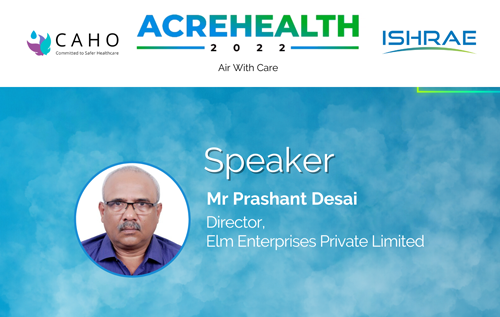 CAHO
Committed to Safer Healthcare
ACREHEALTH
2022
Air With Care
ISHRAE
Speaker
Mr Prashant Desai
Director,
Elm Enterprises Private Limited